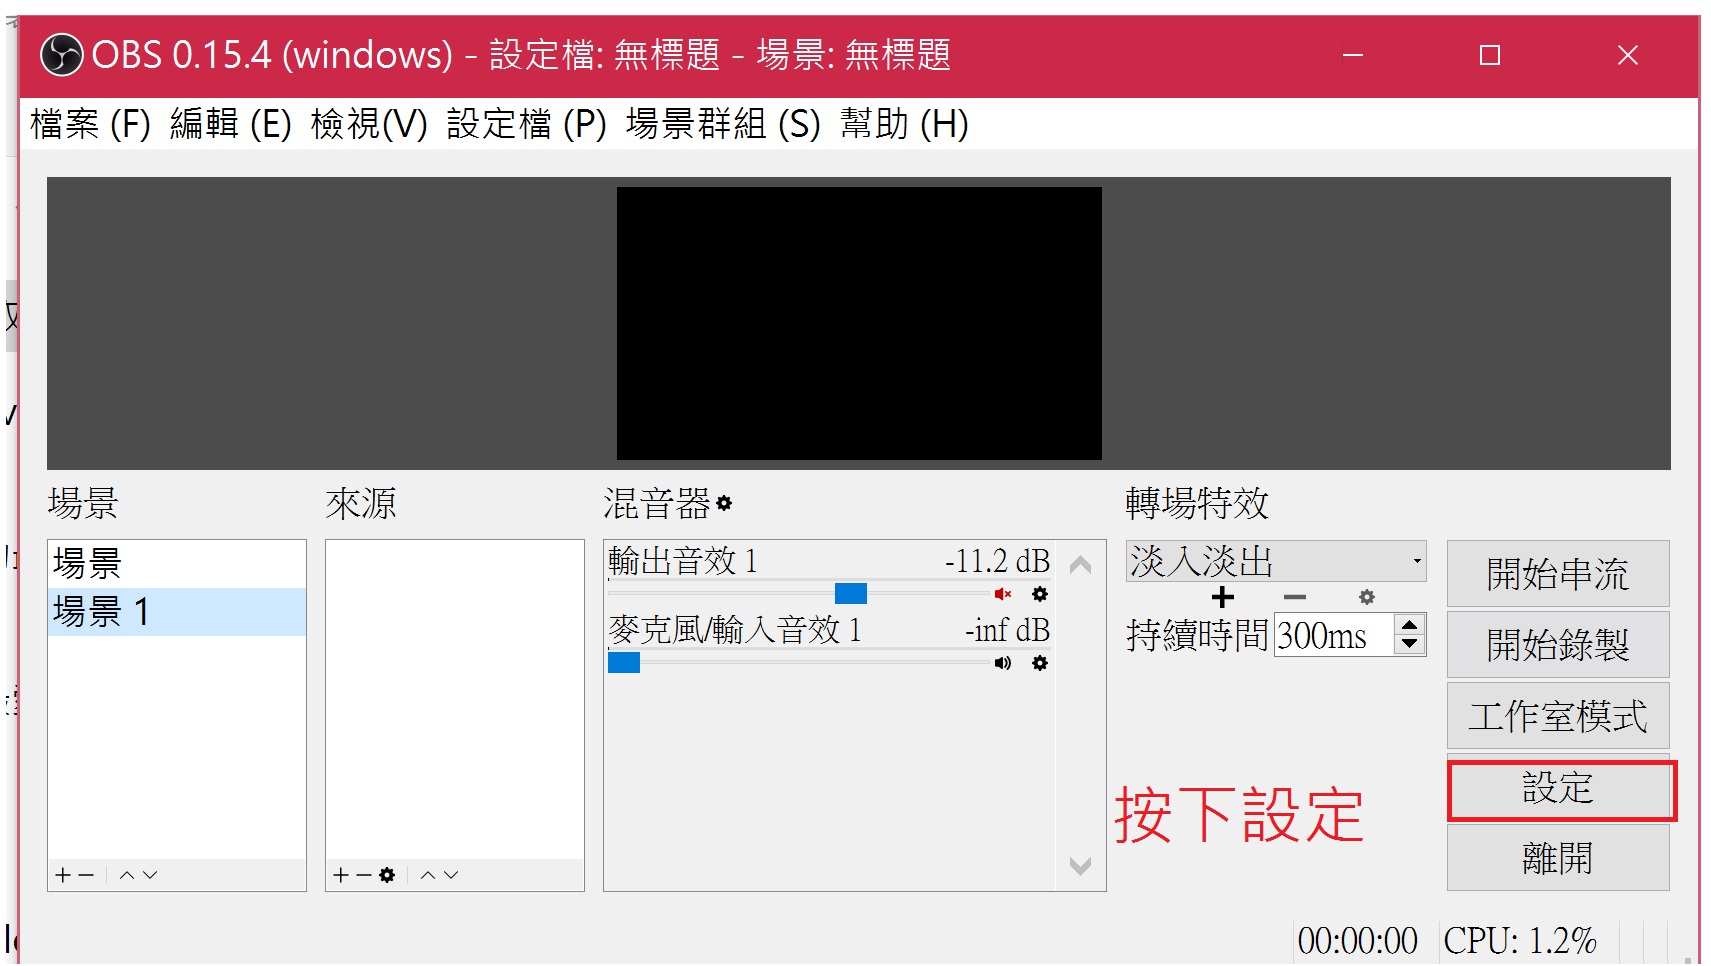 OBS 0.15.4 (windows) - 設定檔: 無標題 - 場景: 無標題
檔案 (F) 編輯 (E) 檢視(V) 設定檔 (P) 場景群組 (S) 幫助 (H)
場景
來源
混音器
轉場特效
場景
場景 1
輸出音效 1
-11.2 dB
麥克風/輸入音效 1
-inf dB
淡入淡出
持續時間
300ms
開始串流
開始錄製
工作室模式
設定
離開
按下設定
00:00:00
CPU: 1.2%